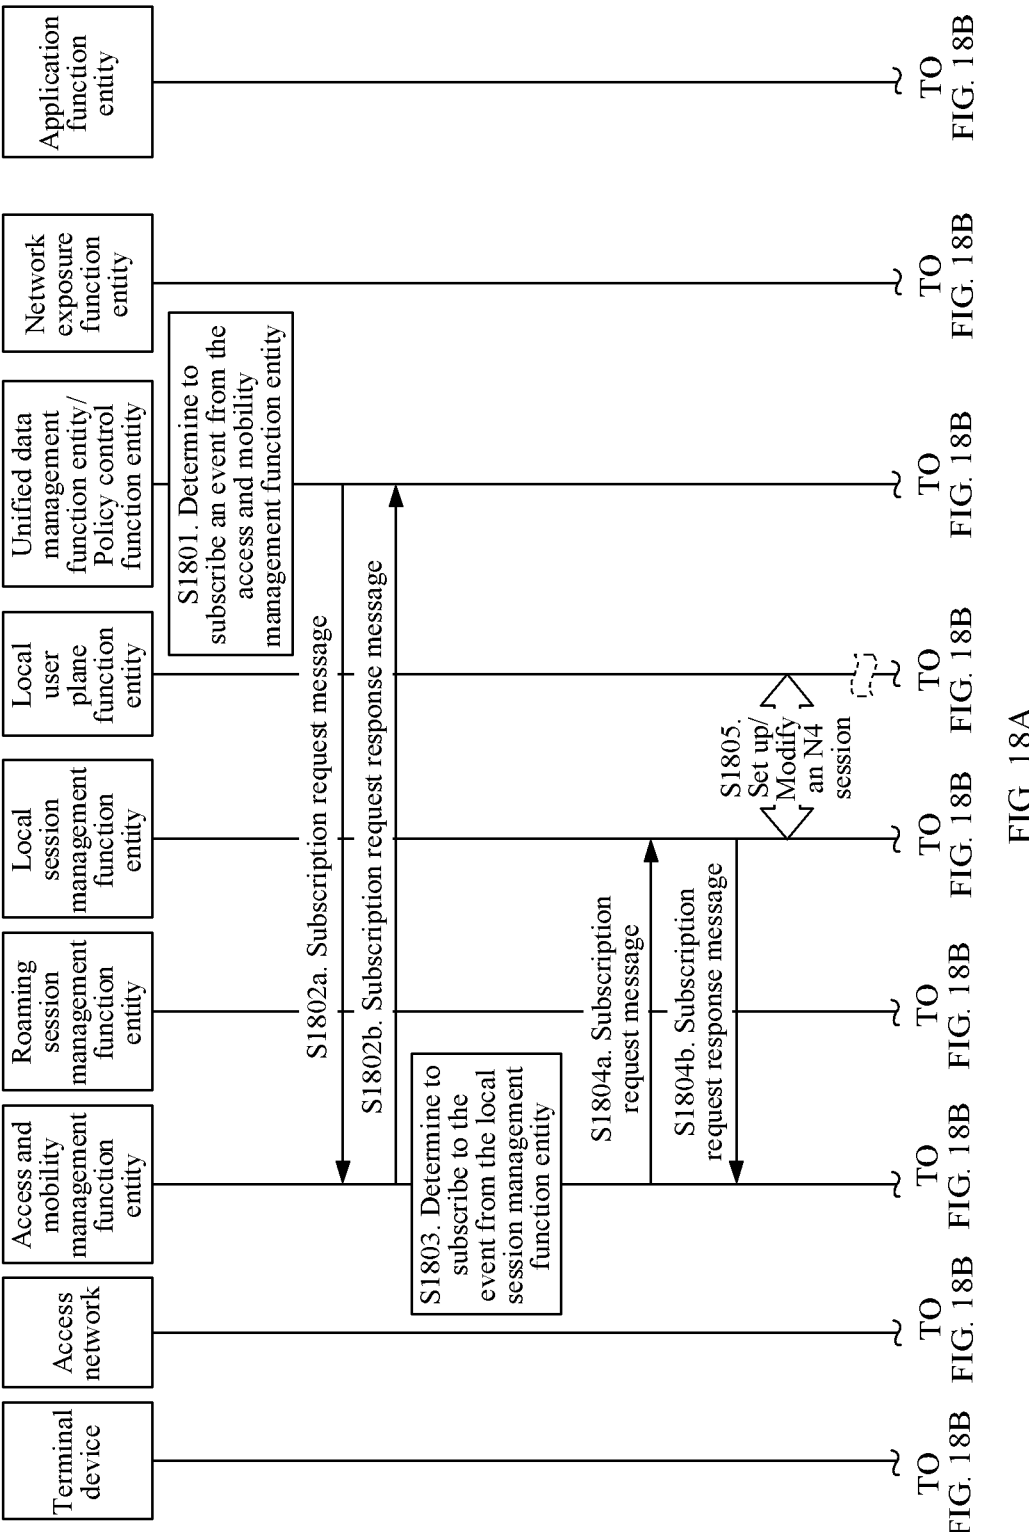 Terminal
device
Access
network
Access and
mobility
management
function
entity
Roaming
session
management
function
entity
Local
session
management
function
entity
Local
user
plane
function
entity
Unified data
management
function entity/
Policy control
function entity
Network
exposure
function
entity
Application
function
entity
S1801. Determine to
subscribe an event from the
access and mobility
management function entity
S1802a. Subscription request message
S1802b. Subscription request response message
S1803. Determine to
subscribe to the
event from the local
session management
function entity
S1804a. Subscription
request message
S1804b. Subscription
request response message
S1805.
Set up/
Modify
an N4
session
TO
FIG. 18B
TO
FIG. 18B
TO
FIG. 18B
TO
FIG. 18B
TO
FIG. 18B
TO
FIG. 18B
TO
FIG. 18B
TO
FIG. 18B
TO
FIG. 18B
FIG. 18A